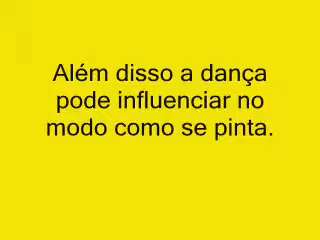 Além disso a dança
pode influenciar no
modo como se pinta.